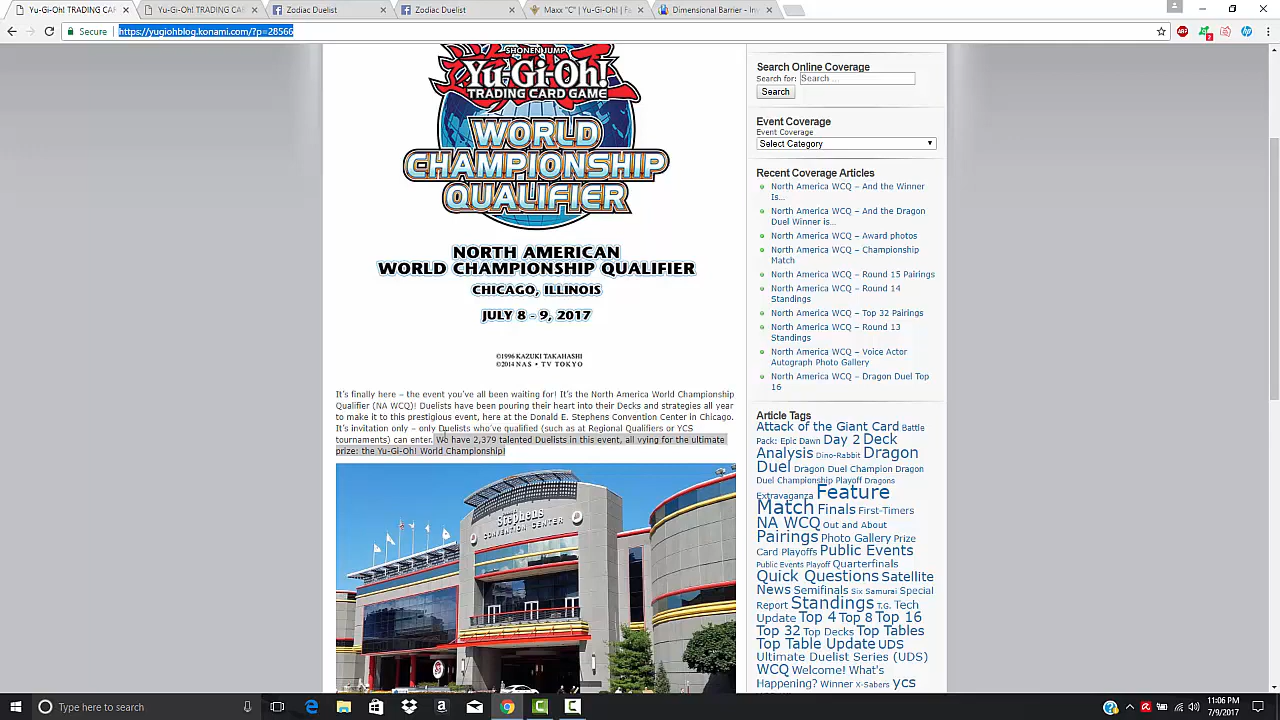 Yu-Gi-Oh! TRADING CAR
Yu-Gi-Oh! TRADING CAR
Zodiac Duelist
Zodiac Duelist
Maxx "C" | Yu-Gi-Oh! | Fa
Dimensional Barrier - Inv
Secure
https://yugiohblog.konami.com/?p=28566
SHONEN JUMP
Yu-Gi-Oh!
TRADING CARD GAME
WORLD
CHAMPIONSHIP
QUALIFIER
NORTH AMERICAN
WORLD CHAMPIONSHIP QUALIFIER
CHICAGO, ILLINOIS
JULY 8 - 9, 2017
©1996 KAZUKI TAKAHASHI
©2014 NAS • TV TOKYO
It's finally here – the event you've all been waiting for! It's the North America World Championship
Qualifier (NA WCQ)! Duelists have been pouring their heart into their Decks and strategies all year
to make it to this prestigious event, here at the Donald E. Stephens Convention Center in Chicago.
It's invitation only – only Duelists who've qualified (such as at Regional Qualifiers or YCS
tournaments) can enter. We have 2,379 talented Duelists in this event, all vying for the ultimate
prize: the Yu-Gi-Oh! World Championship!
Stephens
CONVENTION CENTER
Search Online Coverage
Search for: Search ...
Search
Event Coverage
Event Coverage
Select Category
Recent Coverage Articles
North America WCQ – And the Winner
Is…
North America WCQ – And the Dragon
Duel Winner is…
North America WCQ – Award photos
North America WCQ – Championship
Match
North America WCQ – Round 15 Pairings
North America WCQ – Round 14
Standings
North America WCQ – Top 32 Pairings
North America WCQ – Round 13
Standings
North America WCQ – Voice Actor
Autograph Photo Gallery
North America WCQ – Dragon Duel Top
16
Article Tags
Attack of the Giant Card Battle
Pack: Epic Dawn Day 2 Deck
Analysis Dino-Rabbit Dragon
Duel Dragon Duel Champion Dragon
Duel Championship Playoff Dragons
Extravaganza Feature
Match Finals First-Timers
NA WCQ Out and About
Pairings Photo Gallery Prize
Card Playoffs Public Events
Public Events Playoff Quarterfinals
Quick Questions Satellite
News Semifinals Six Samurai Special
Report Standings T.G. Tech
Update Top 4 Top 8 Top 16
Top 32 Top Decks Top Tables
Top Table Update UDS
Ultimate Duelist Series (UDS)
WCQ Welcome! What's
Happening? Winner X-Sabers ycs
Type here to search
11:06 PM
7/9/2017